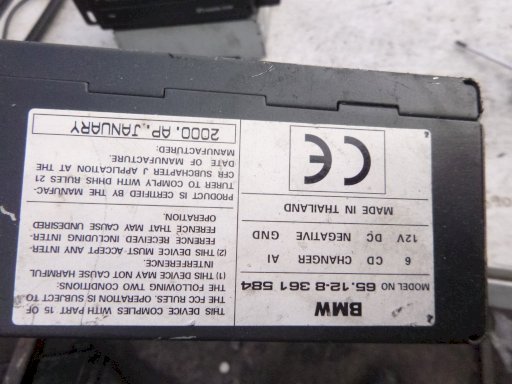 BMW
MODEL NO 65.12-8 361 584
6 CD CHANGER AI
12V DC NEGATIVE GND
MADE IN THAILAND
CE
THIS DEVICE COMPLIES WITH PART 15 OF
THE FCC RULES. OPERATION IS SUBJECT TO
THE FOLLOWING TWO CONDITIONS:
(1) THIS DEVICE MAY NOT CAUSE HARMFUL
INTERFERENCE.
(2) THIS DEVICE MUST ACCEPT ANY INTER-
FERENCE RECEIVED INCLUDING INTER-
FERENCE THAT MAY CAUSE UNDESIRED
OPERATION.
PRODUCT IS CERTIFIED BY THE MANUFAC-
TURER TO COMPLY WITH DHHS RULES 21
CFR SUBCHAPTER J APPLICATION AT THE
DATE OF MANUFACTURE.
MANUFACTURED:
2000, AP, JANUARY